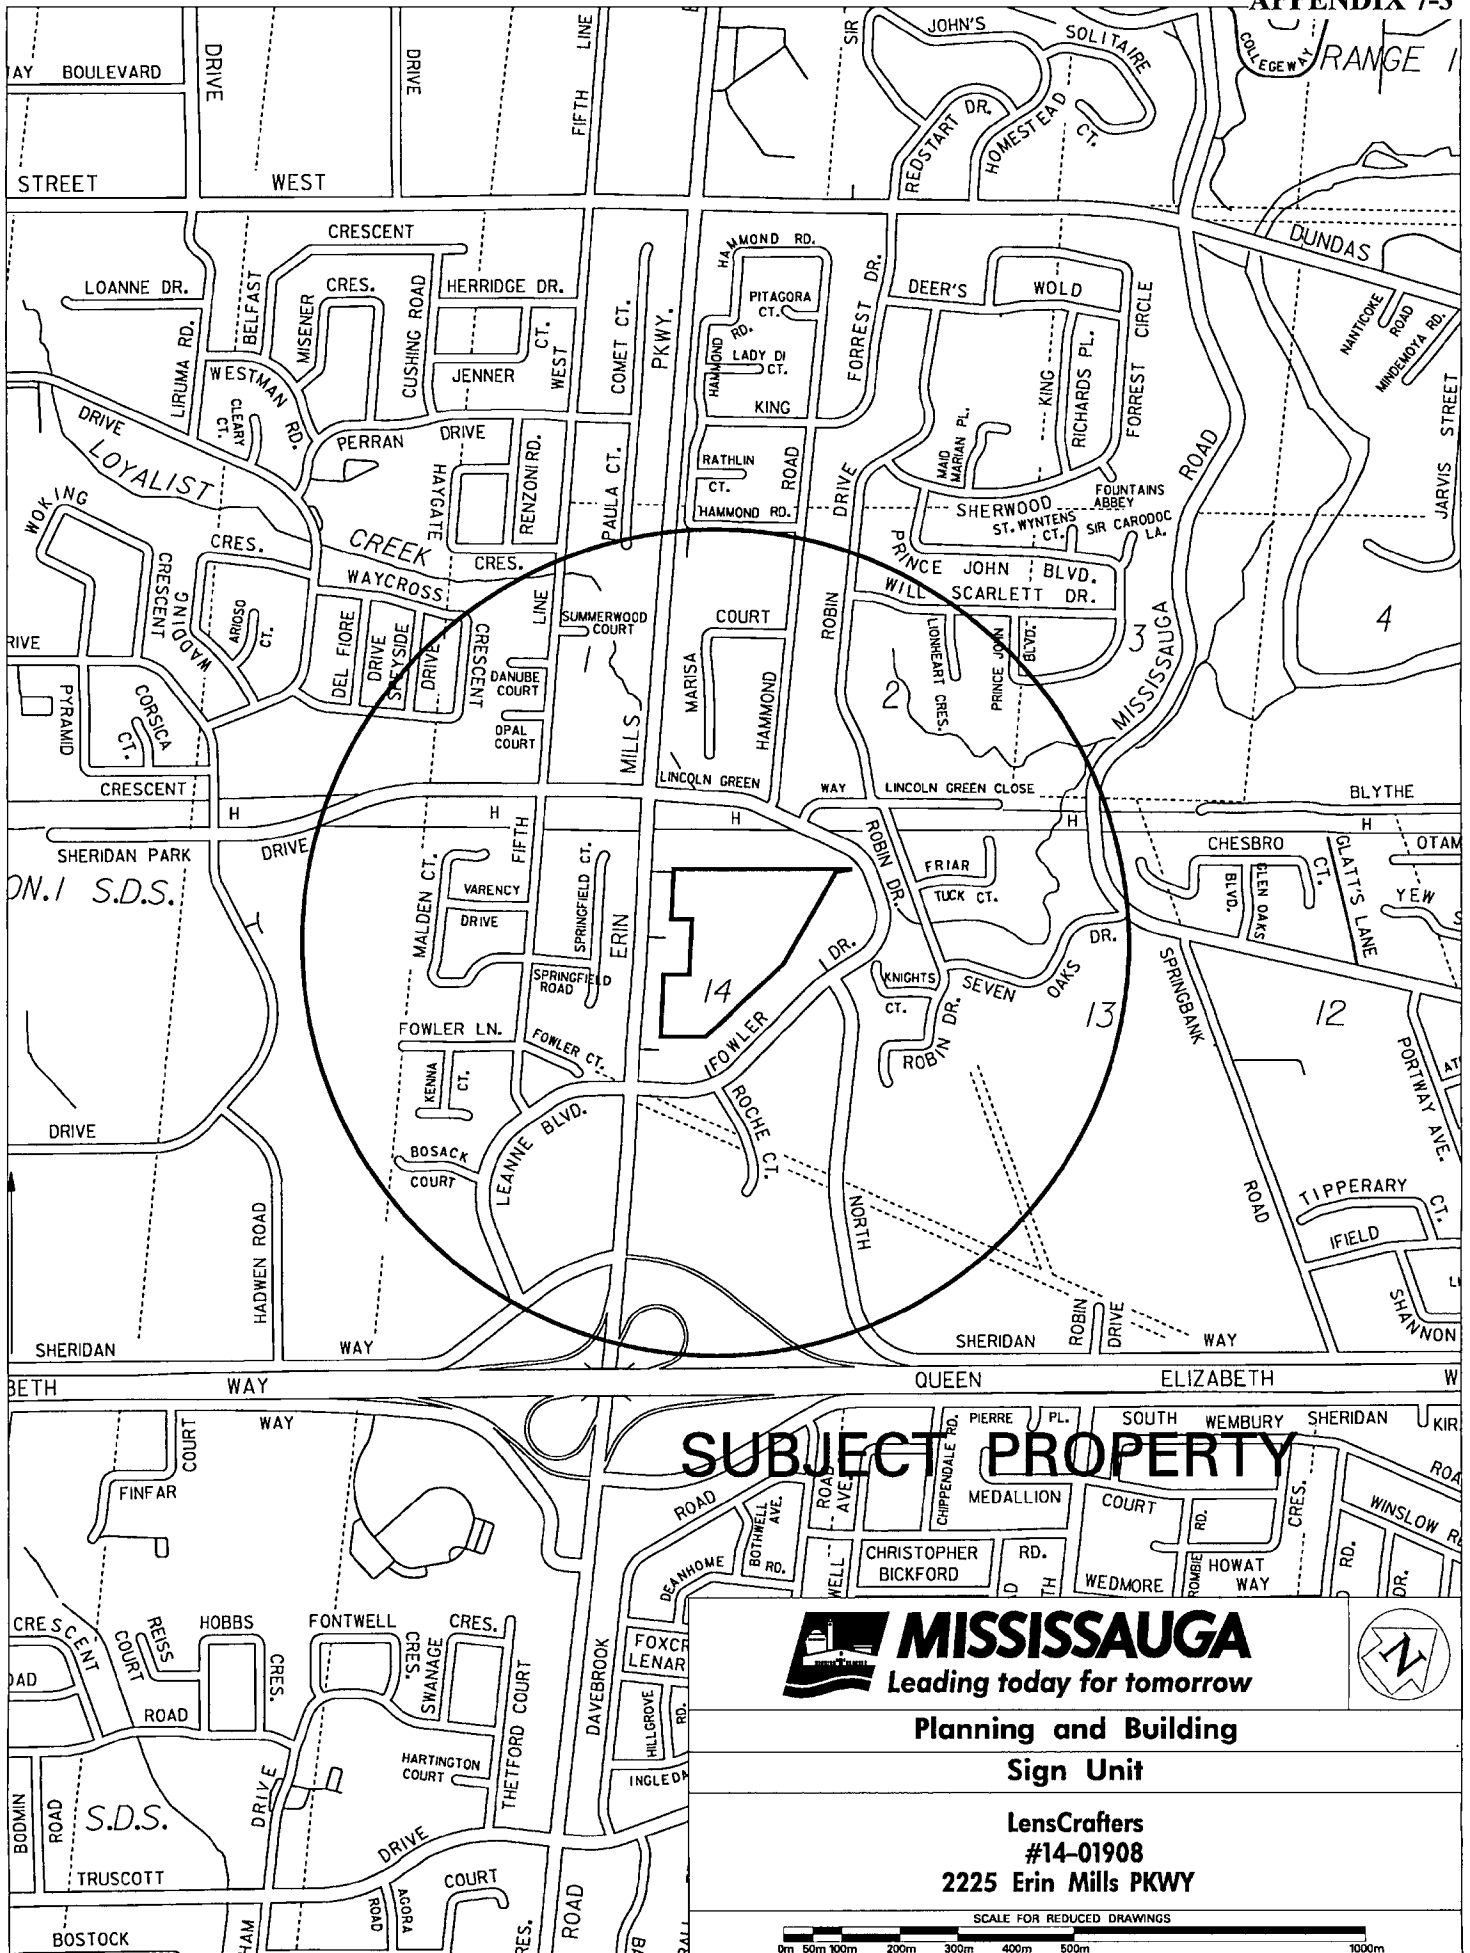 APPENDIX 7-3
DRIVE
DRIVE
FIFTH LINE
SIR
JOHN'S
SOLITAIRE
COLLEGEWAY
RANGE 1
BOULEVARD
REDSTART DR.
HOMESTEAD
CT.
STREET
WEST
DUNDAS
CRESCENT
HAMMOND RD.
LOANNE DR.
BELFAST
CRES.
HERRIDGE DR.
PITAGORA
CT.
FORREST DR.
DEER'S
WOLD
CIRCLE
NANTICOKE
ROAD
MINDEMOYA RD.
LIRUMA RD.
MISENER
CUSHING ROAD
CT.
WEST
COMET CT.
PKWY.
HAMMOND
RD.
LADY DI
CT.
KING
RICHARDS PL.
FORREST
WESTMAN RD.
JENNER
KING
STREET
DRIVE
CLEARY
CT.
PERRAN
DRIVE
MAID
MARIAN PL.
ROAD
LOYALIST
HAYGATE
RENZONI RD.
PAULA CT.
RATHLIN
CT.
ROAD
DRIVE
JARVIS
WOKING
HAMMOND RD.
SHERWOOD
FOUNTAINS
ABBEY
ST. WYNTENS
CT.
SIR CARODOC
LA.
CREEK
CRES.
CRES.
CRESCENT
WADDING
WAYCROSS
PRINCE JOHN BLVD.
WILL SCARLETT DR.
ARIOSO
CT.
DEL FIORE
DRIVE
SPEYSIDE
DRIVE
CRESCENT
LINE
SUMMERWOOD
COURT
COURT
ROBIN
LIONHEART CRES.
PRINCE JOHN
BLVD.
3
MISSISSAUGA
4
1
DANUBE
COURT
MARISA
HAMMOND
2
PYRAMID
CORSICA
CT.
OPAL
COURT
MILLS
CRESCENT
LINCOLN GREEN
WAY
LINCOLN GREEN CLOSE
BLYTHE
H
H
H
H
H
SHERIDAN PARK
DRIVE
FIFTH
ROBIN DR.
CHESBRO
CT.
GLATT'S LANE
MALDEN CT.
VARENCY
DRIVE
SPRINGFIELD CT.
ERIN
FRIAR
TUCK CT.
BLVD.
GLEN OAKS
YEW
S.D.S.
SPRINGFIELD
ROAD
14
DR.
KNIGHTS
CT.
SEVEN
OAKS
DR.
13
SPRINGBANK
12
FOWLER LN.
FOWLER CT.
FOWLER
ROBIN DR.
PORTWAY AVE.
KENNA
CT.
ROCHE CT.
DRIVE
LEANNE BLVD.
BOSACK
COURT
TIPPERARY
CT.
HADWEN ROAD
NORTH
ROAD
IFIELD
SHANNON
ROBIN
DRIVE
SHERIDAN
WAY
SHERIDAN
WAY
WAY
QUEEN
ELIZABETH
WAY
PIERRE PL.
SOUTH
WEMBURY
SHERIDAN
COURT
FINFAR
SUBJECT PROPERTY
ROAD
CHIPPENDALE RD.
MEDALLION
COURT
RD.
CRES.
WINSLOW
ROAD
AVE.
BOTHWELL
AVE.
RD.
DEANHOME
CHRISTOPHER
BICKFORD
RD.
WEDMORE
HOWAT
WAY
RD.
DR.
CRESCENT
REISS
COURT
HOBBS
CRES.
FONTWELL
CRES.
CRES.
SWANAGE
THETFORD COURT
DAVEBROOK
HILLGROVE
RD.
ROAD
HARTINGTON
COURT
BODMIN
ROAD
S.D.S.
DRIVE
DRIVE
TRUSCOTT
COURT
AGORA
ROAD
BOSTOCK
ROAD
MISSISSAUGA
Leading today for tomorrow
N
Planning and Building
Sign Unit
LensCrafters
#14-01908
2225 Erin Mills PKWY
SCALE FOR REDUCED DRAWINGS
0m 50m 100m 200m 300m 400m 500m 1000m